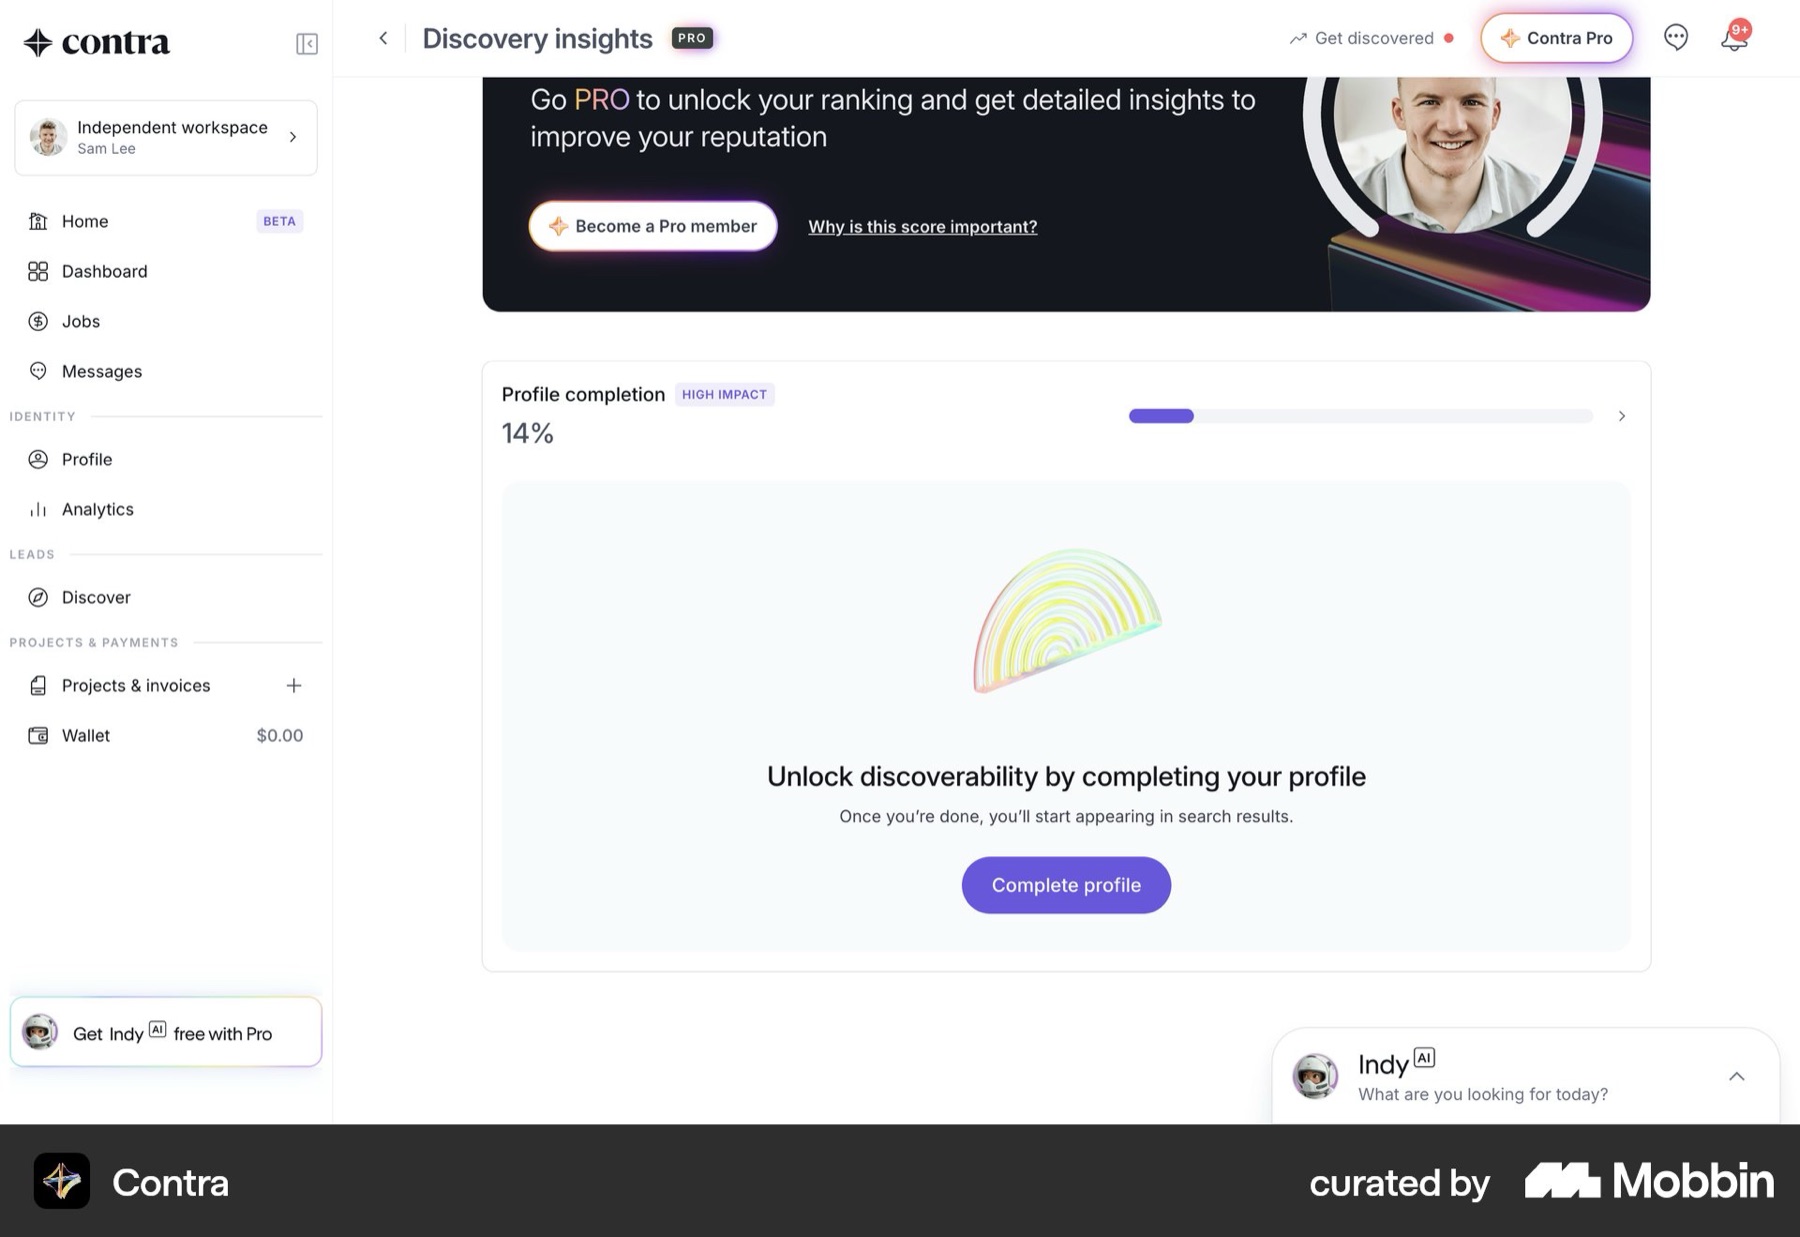 contra
Independent workspace
Sam Lee
Home
BETA
Dashboard
Jobs
Messages
IDENTITY
Profile
Analytics
LEADS
Discover
PROJECTS & PAYMENTS
Projects & invoices
Wallet
$0.00
Get Indy AI free with Pro
Discovery insights
PRO
Get discovered
Contra Pro
9+
Go PRO to unlock your ranking and get detailed insights to
improve your reputation
Become a Pro member
Why is this score important?
Profile completion
HIGH IMPACT
14%
Unlock discoverability by completing your profile
Once you’re done, you’ll start appearing in search results.
Complete profile
Indy AI
What are you looking for today?
Contra
curated by
Mobbin